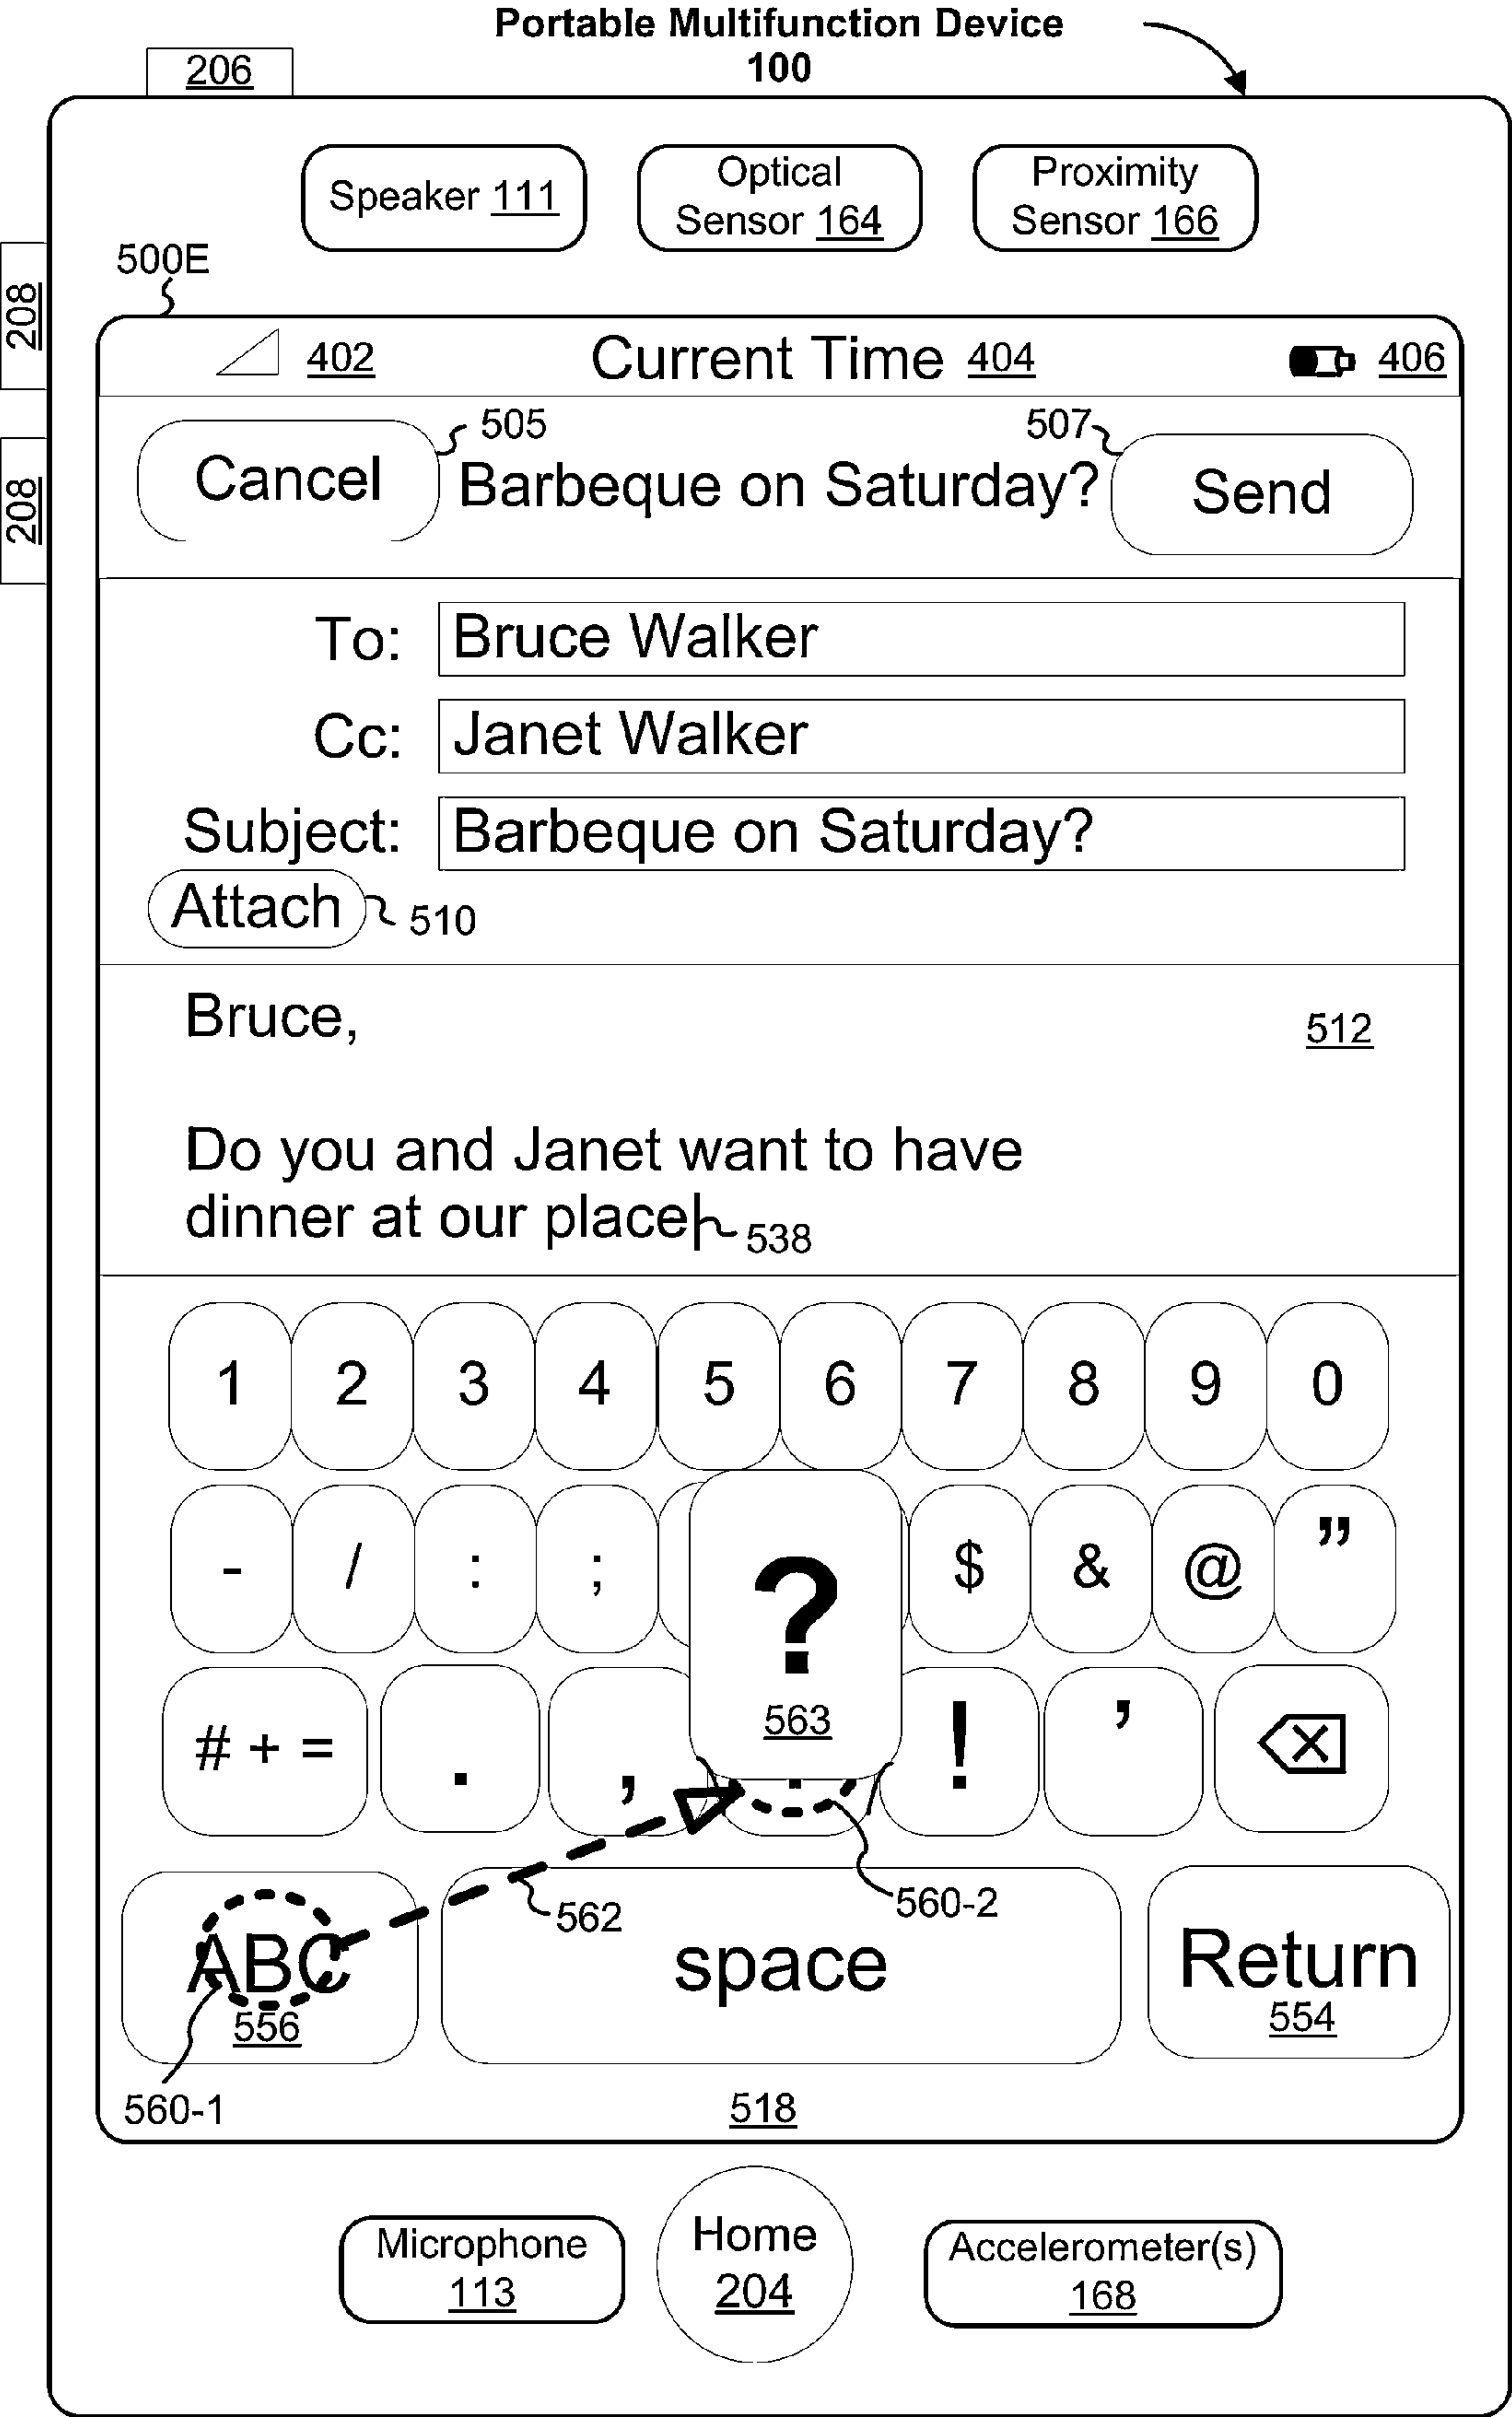 Portable Multifunction Device
100
206
Speaker 111
Optical
Sensor 164
Proximity
Sensor 166
500E
208
208
402
Current Time 404
406
505
507
Cancel
Barbeque on Saturday?
Send
To:
Bruce Walker
Cc:
Janet Walker
Subject:
Barbeque on Saturday?
Attach
510
Bruce,
512
Do you and Janet want to have
dinner at our place
538
1 2 3 4 5 6 7 8 9 0
- / : ; $ & @ ”
?
563
# + = . , ! ’
562
560-2
ABC
556
space
Return
554
560-1
518
Microphone
113
Home
204
Accelerometer(s)
168